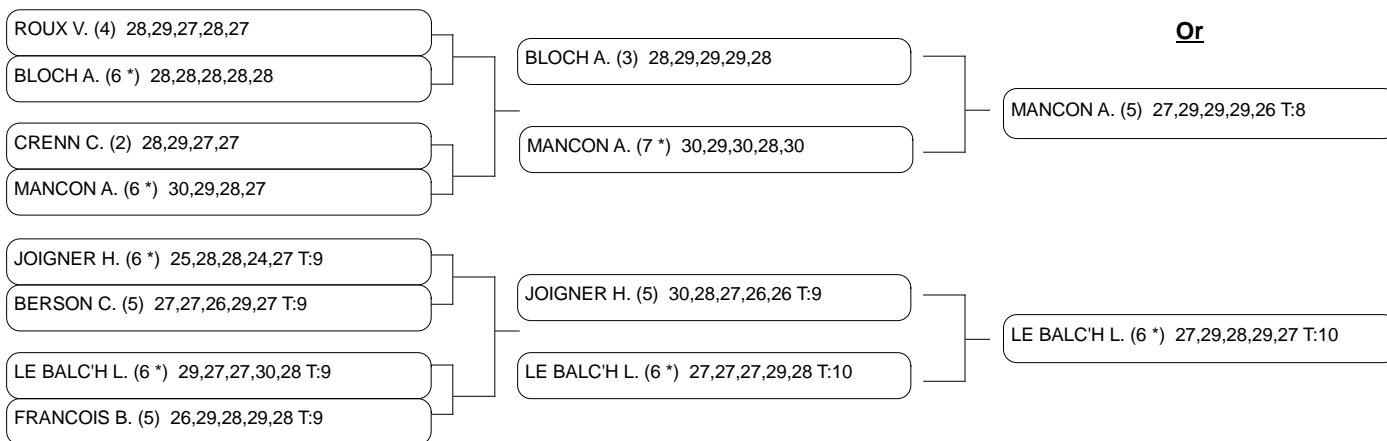 ROUX V. (4) 28,29,27,28,27
BLOCH A. (6 *) 28,28,28,28,28
CRENN C. (2) 28,29,27,27
MANCON A. (6 *) 30,29,28,27
JOIGNER H. (6 *) 25,28,28,24,27 T:9
BERSON C. (5) 27,27,26,29,27 T:9
LE BALC'H L. (6 *) 29,27,27,30,28 T:9
FRANCOIS B. (5) 26,29,28,29,28 T:9
BLOCH A. (3) 28,29,29,29,28
MANCON A. (7 *) 30,29,30,28,30
JOIGNER H. (5) 30,28,27,26,26 T:9
LE BALC'H L. (6 *) 27,27,27,29,28 T:10
Or
MANCON A. (5) 27,29,29,29,26 T:8
LE BALC'H L. (6 *) 27,29,28,29,27 T:10